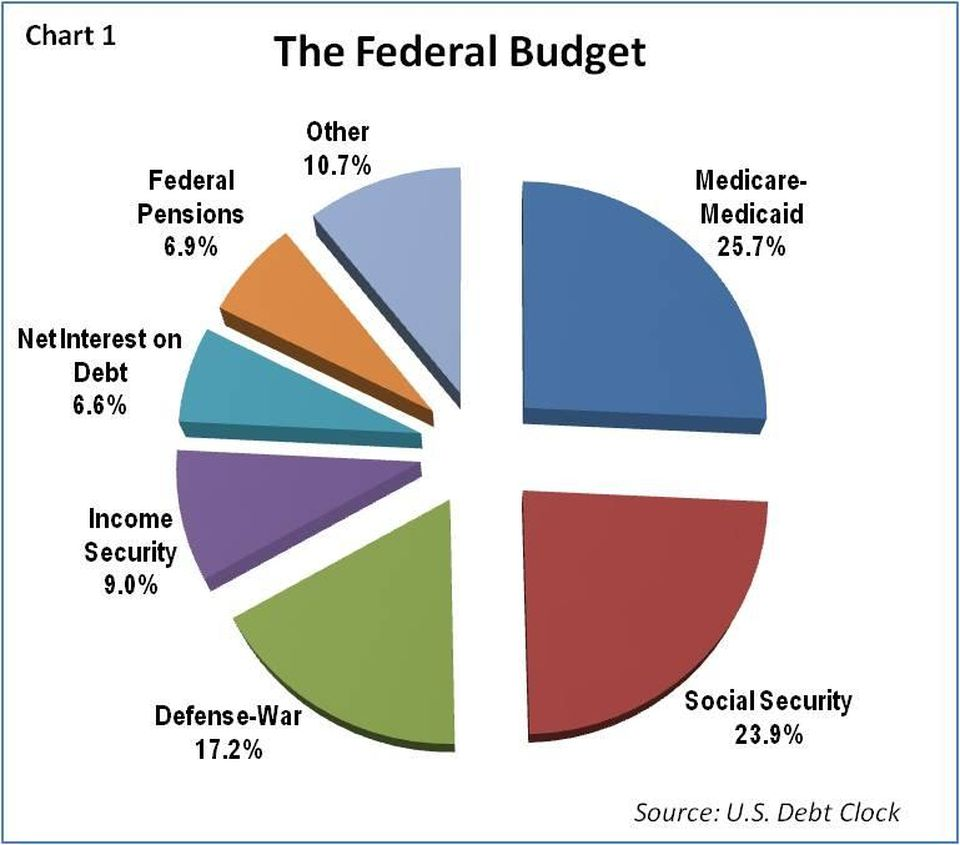 Chart 1
The Federal Budget
Other
10.7%
Medicare-
Medicaid
25.7%
Federal
Pensions
6.9%
Net Interest on
Debt
6.6%
Income
Security
9.0%
Defense-War
17.2%
Social Security
23.9%
Source: U.S. Debt Clock